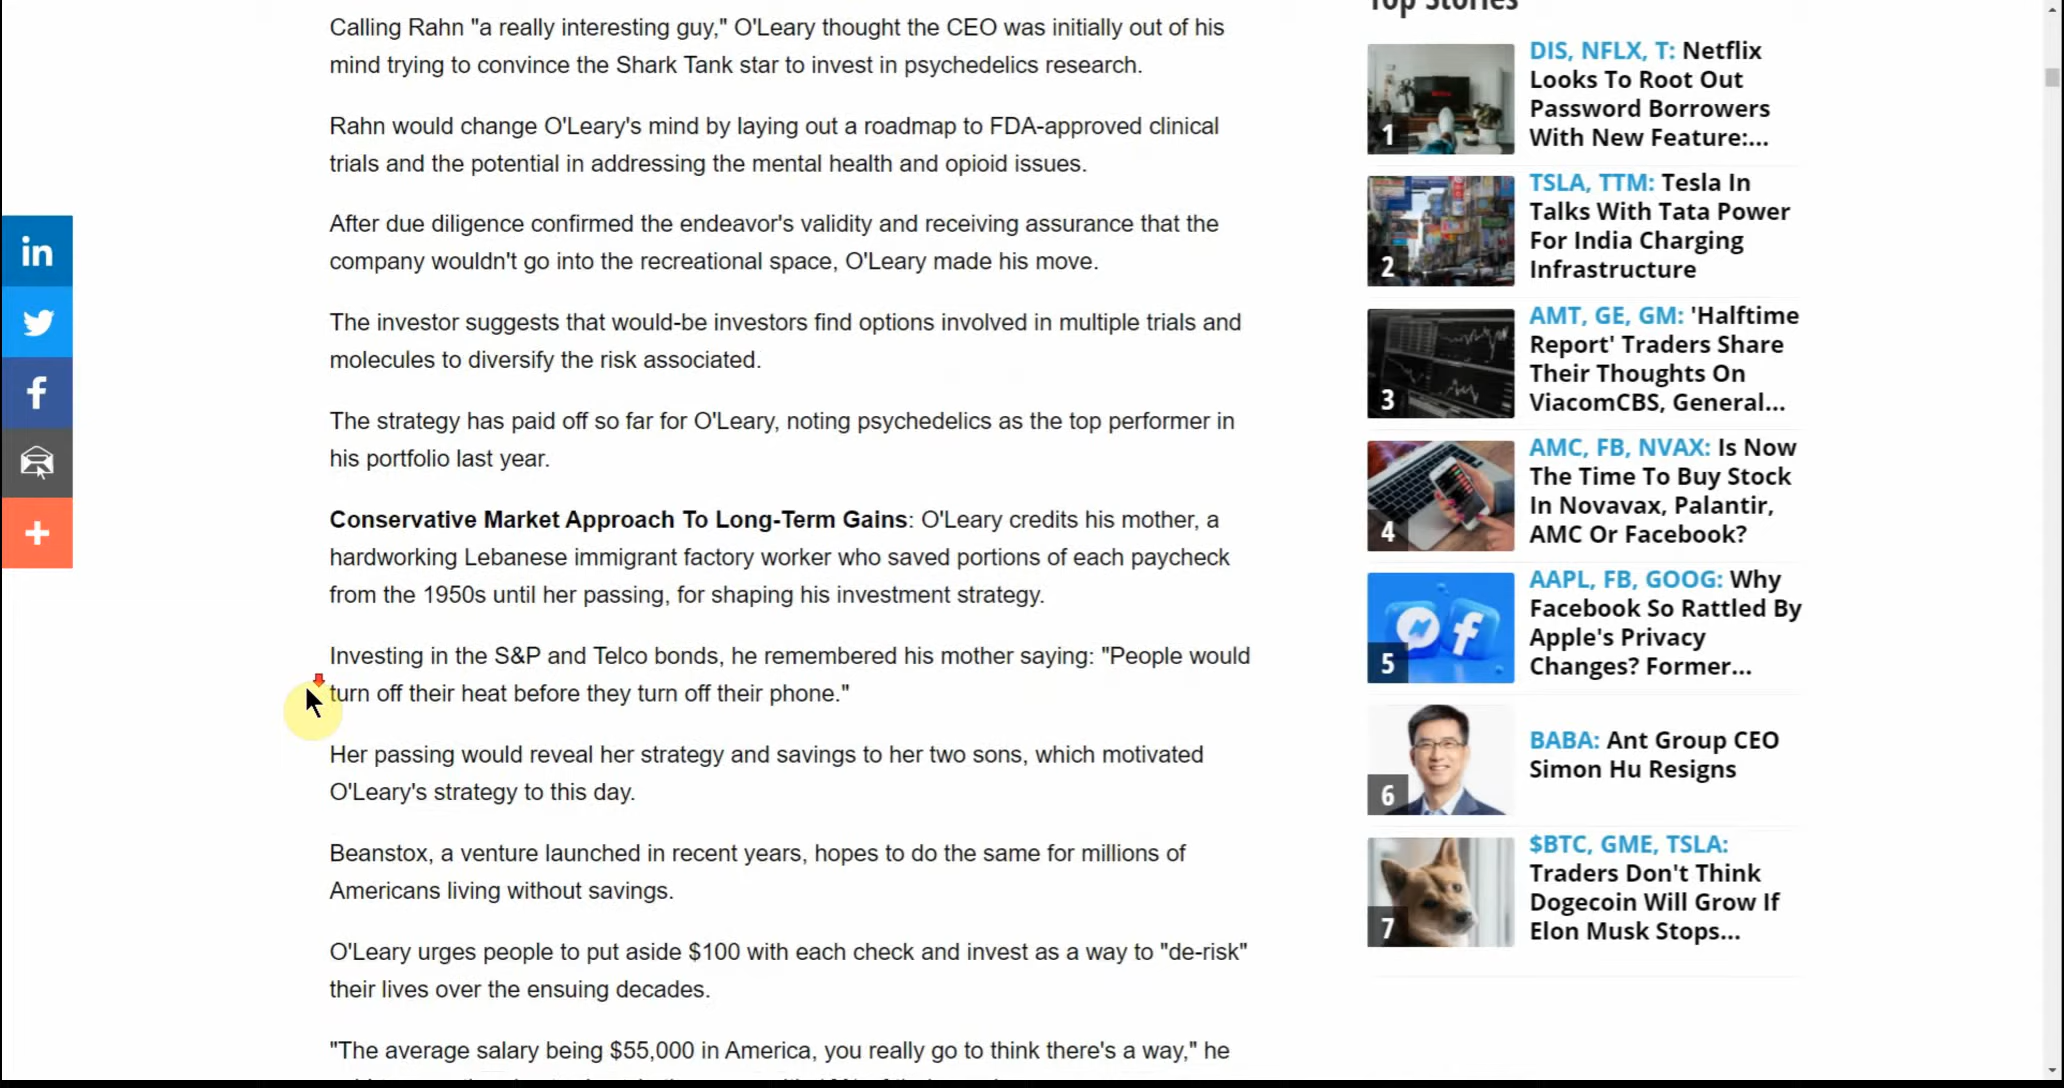 Calling Rahn "a really interesting guy," O'Leary thought the CEO was initially out of his
mind trying to convince the Shark Tank star to invest in psychedelics research.
Rahn would change O'Leary's mind by laying out a roadmap to FDA-approved clinical
trials and the potential in addressing the mental health and opioid issues.
After due diligence confirmed the endeavor's validity and receiving assurance that the
company wouldn't go into the recreational space, O'Leary made his move.
The investor suggests that would-be investors find options involved in multiple trials and
molecules to diversify the risk associated.
The strategy has paid off so far for O'Leary, noting psychedelics as the top performer in
his portfolio last year.
Conservative Market Approach To Long-Term Gains: O'Leary credits his mother, a
hardworking Lebanese immigrant factory worker who saved portions of each paycheck
from the 1950s until her passing, for shaping his investment strategy.
Investing in the S&P and Telco bonds, he remembered his mother saying: "People would
turn off their heat before they turn off their phone."
Her passing would reveal her strategy and savings to her two sons, which motivated
O'Leary's strategy to this day.
Beanstox, a venture launched in recent years, hopes to do the same for millions of
Americans living without savings.
O'Leary urges people to put aside $100 with each check and invest as a way to "de-risk"
their lives over the ensuing decades.
"The average salary being $55,000 in America, you really go to think there's a way," he
in
f
Top Stories
1
DIS, NFLX, T: Netflix
Looks To Root Out
Password Borrowers
With New Feature:...
2
TSLA, TTM: Tesla In
Talks With Tata Power
For India Charging
Infrastructure
3
AMT, GE, GM: 'Halftime
Report' Traders Share
Their Thoughts On
ViacomCBS, General...
4
AMC, FB, NVAX: Is Now
The Time To Buy Stock
In Novavax, Palantir,
AMC Or Facebook?
5
AAPL, FB, GOOG: Why
Facebook So Rattled By
Apple's Privacy
Changes? Former...
6
BABA: Ant Group CEO
Simon Hu Resigns
7
$BTC, GME, TSLA:
Traders Don't Think
Dogecoin Will Grow If
Elon Musk Stops...